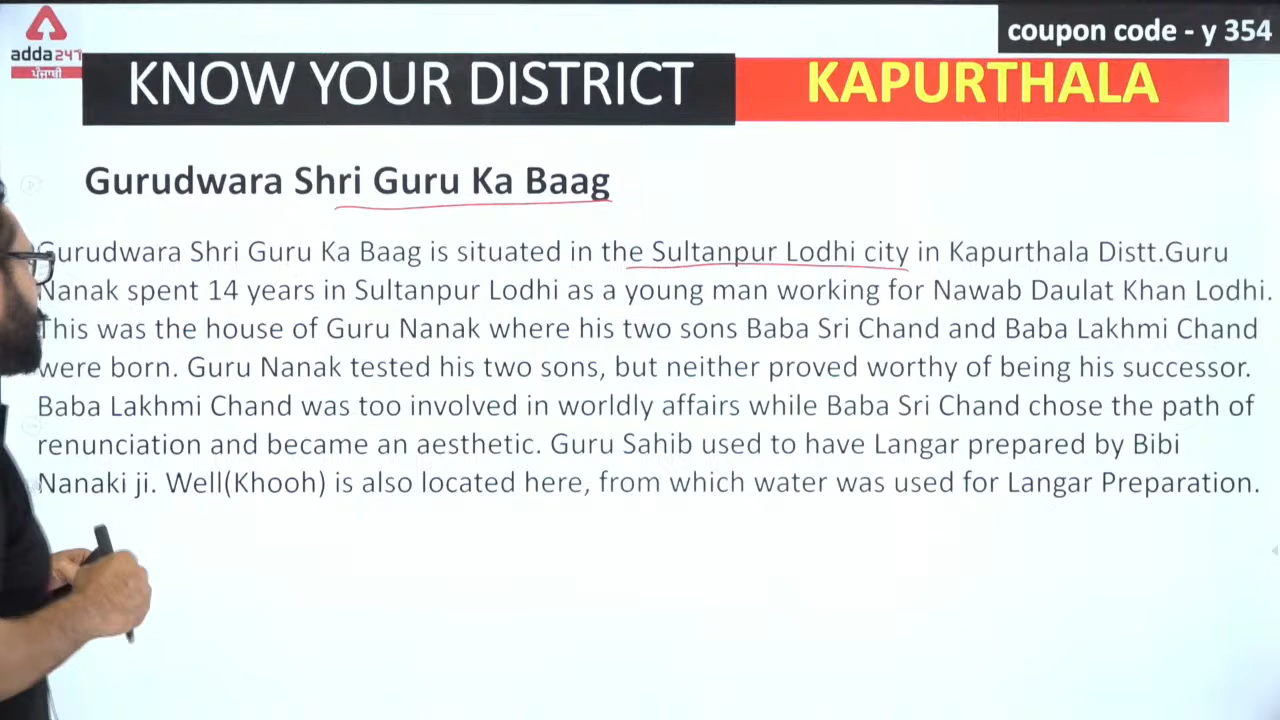 adda247
ਪੰਜਾਬੀ
coupon code - y 354
KNOW YOUR DISTRICT
KAPURTHALA
Gurudwara Shri Guru Ka Baag
Gurudwara Shri Guru Ka Baag is situated in the Sultanpur Lodhi city in Kapurthala Distt.Guru
Nanak spent 14 years in Sultanpur Lodhi as a young man working for Nawab Daulat Khan Lodhi.
This was the house of Guru Nanak where his two sons Baba Sri Chand and Baba Lakhmi Chand
were born. Guru Nanak tested his two sons, but neither proved worthy of being his successor.
Baba Lakhmi Chand was too involved in worldly affairs while Baba Sri Chand chose the path of
renunciation and became an aesthetic. Guru Sahib used to have Langar prepared by Bibi
Nanaki ji. Well(Khooh) is also located here, from which water was used for Langar Preparation.